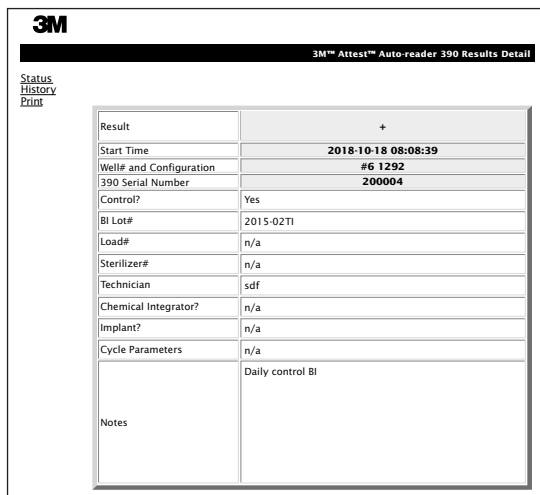 3M
3M™ Attest™ Auto-reader 390 Results Detail
Status
History
Print
Result +
Start Time 2018-10-18 08:08:39
Well# and Configuration #6 1292
390 Serial Number 200004
Control? Yes
BI Lot# 2015-02TI
Load# n/a
Sterilizer# n/a
Technician sdf
Chemical Integrator? n/a
Implant? n/a
Cycle Parameters n/a
Notes Daily control BI